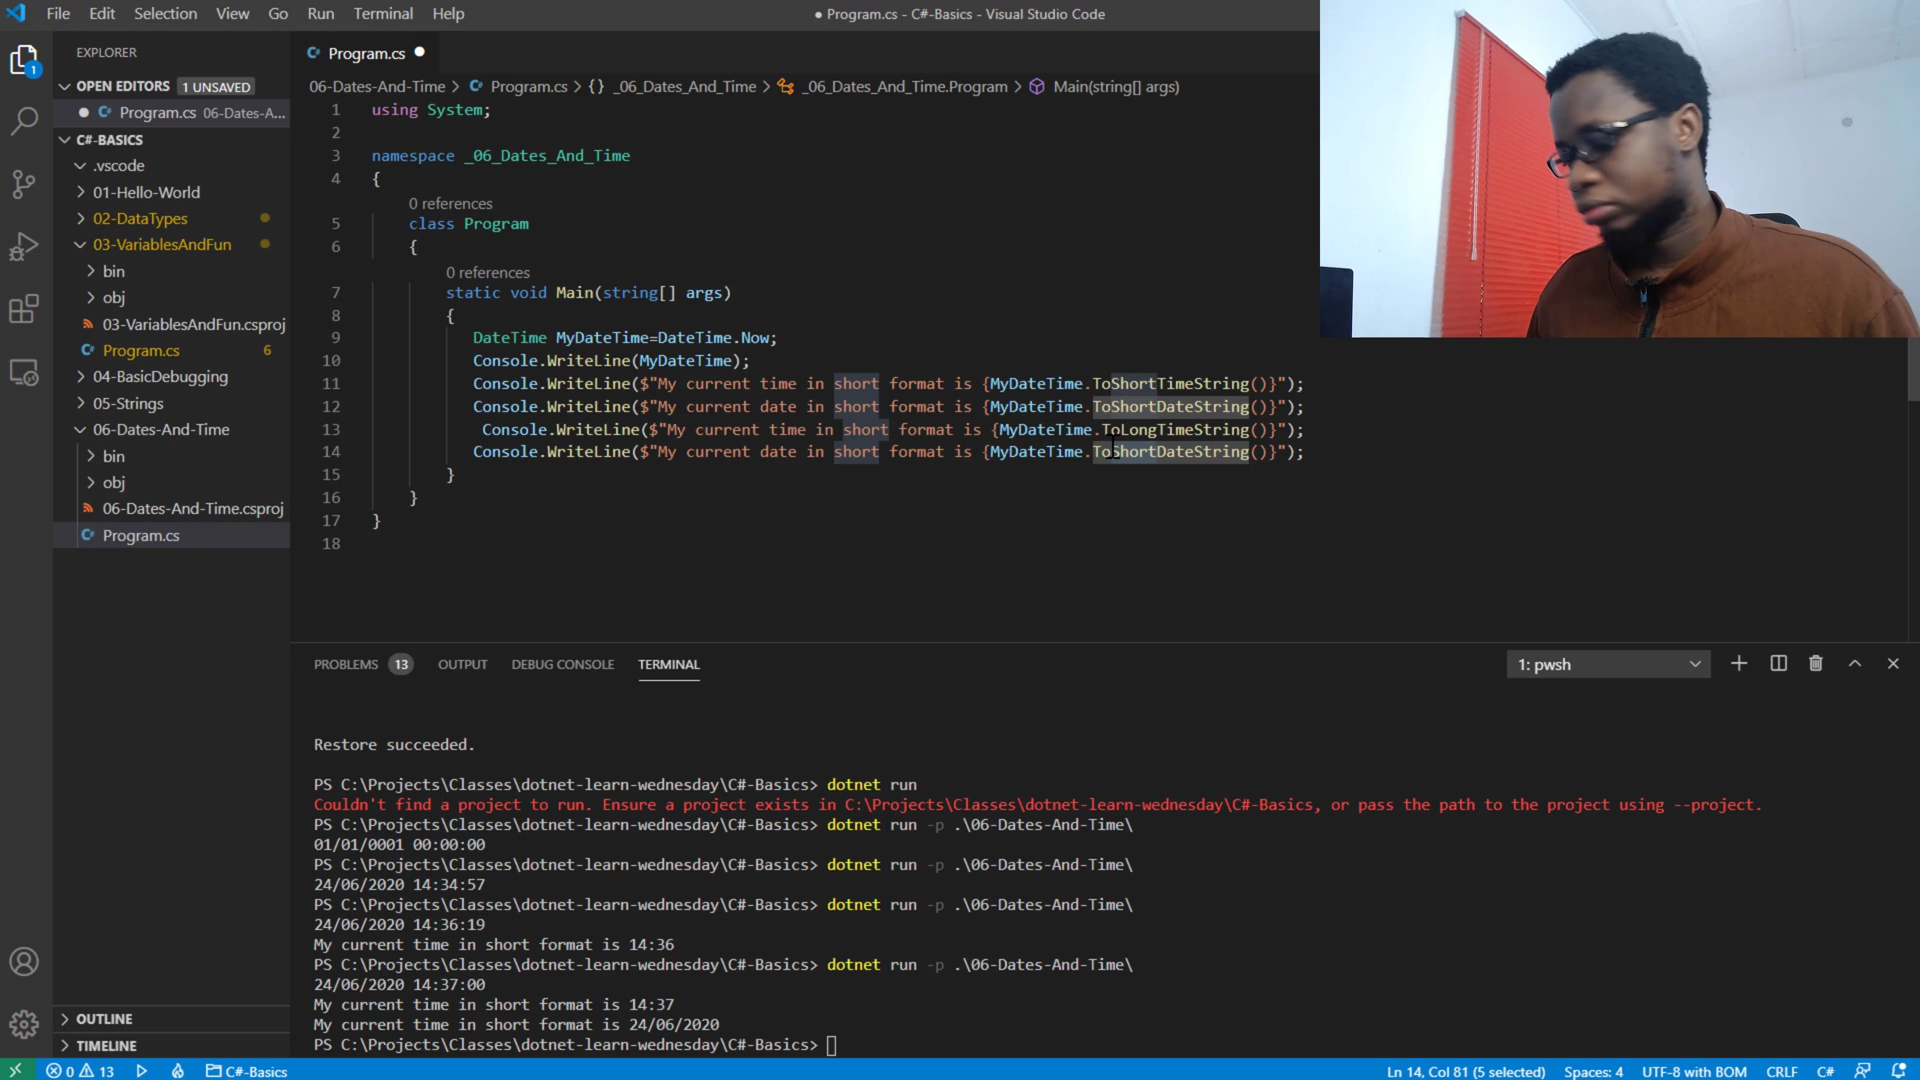 File Edit Selection View Go Run Terminal Help
● Program.cs - C#-Basics - Visual Studio Code
EXPLORER
OPEN EDITORS 1 UNSAVED
Program.cs 06-Dates-A...
C#-BASICS
.vscode
01-Hello-World
02-DataTypes
03-VariablesAndFun
bin
obj
03-VariablesAndFun.csproj
Program.cs 6
04-BasicDebugging
05-Strings
06-Dates-And-Time
bin
obj
06-Dates-And-Time.csproj
Program.cs
OUTLINE
TIMELINE
1
Program.cs
06-Dates-And-Time > Program.cs > {} _06_Dates_And_Time > _06_Dates_And_Time.Program > Main(string[] args)
1 using System;
2
3 namespace _06_Dates_And_Time
4 {
0 references
5 class Program
6 {
0 references
7 static void Main(string[] args)
8 {
9 DateTime MyDateTime=DateTime.Now;
10 Console.WriteLine(MyDateTime);
11 Console.WriteLine($"My current time in short format is {MyDateTime.ToShortTimeString()}");
12 Console.WriteLine($"My current date in short format is {MyDateTime.ToShortDateString()}");
13 Console.WriteLine($"My current time in short format is {MyDateTime.ToLongTimeString()}");
14 Console.WriteLine($"My current date in short format is {MyDateTime.ToShortDateString()}");
15 }
16 }
17 }
18
PROBLEMS 13 OUTPUT DEBUG CONSOLE TERMINAL 1: pwsh
Restore succeeded.
PS C:\Projects\Classes\dotnet-learn-wednesday\C#-Basics> dotnet run
Couldn't find a project to run. Ensure a project exists in C:\Projects\Classes\dotnet-learn-wednesday\C#-Basics, or pass the path to the project using --project.
PS C:\Projects\Classes\dotnet-learn-wednesday\C#-Basics> dotnet run -p .\06-Dates-And-Time\
01/01/0001 00:00:00
PS C:\Projects\Classes\dotnet-learn-wednesday\C#-Basics> dotnet run -p .\06-Dates-And-Time\
24/06/2020 14:34:57
PS C:\Projects\Classes\dotnet-learn-wednesday\C#-Basics> dotnet run -p .\06-Dates-And-Time\
24/06/2020 14:36:19
My current time in short format is 14:36
PS C:\Projects\Classes\dotnet-learn-wednesday\C#-Basics> dotnet run -p .\06-Dates-And-Time\
24/06/2020 14:37:00
My current time in short format is 14:37
My current time in short format is 24/06/2020
PS C:\Projects\Classes\dotnet-learn-wednesday\C#-Basics>
0 13 C#-Basics Ln 14, Col 81 (5 selected) Spaces: 4 UTF-8 with BOM CRLF C#